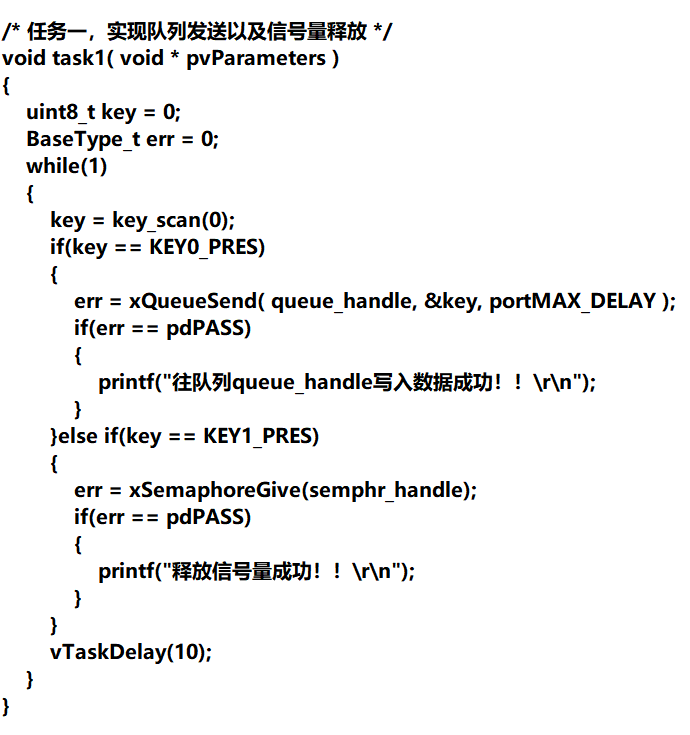 /* 任务一，实现队列发送以及信号量释放 */
void task1( void * pvParameters )
{
    uint8_t key = 0;
    BaseType_t err = 0;
    while(1)
    {
        key = key_scan(0);
        if(key == KEY0_PRES)
        {
            err = xQueueSend( queue_handle, &key, portMAX_DELAY );
            if(err == pdPASS)
            {
                printf("往队列queue_handle写入数据成功！！\r\n");
            }
        }else if(key == KEY1_PRES)
        {
            err = xSemaphoreGive(semphr_handle);
            if(err == pdPASS)
            {
                printf("释放信号量成功！！\r\n");
            }
        }
        vTaskDelay(10);
    }
}